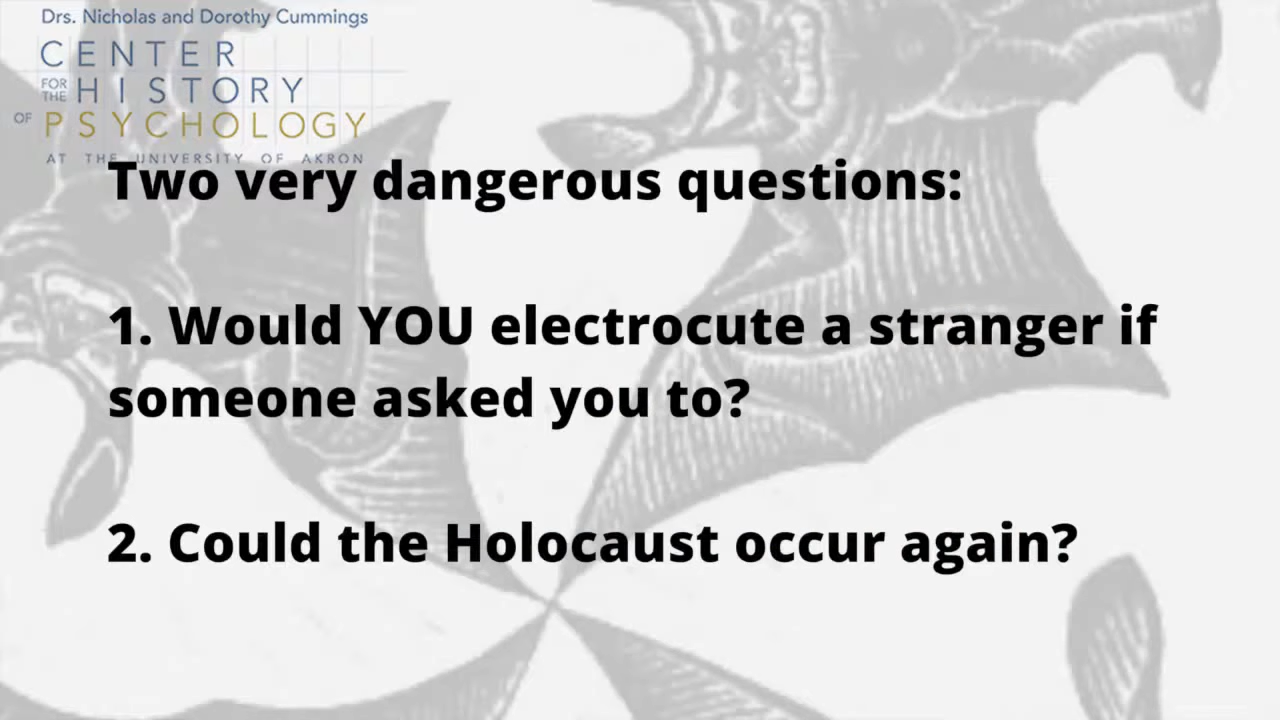 Drs. Nicholas and Dorothy Cummings
CENTER
FOR THE HISTORY
OF PSYCHOLOGY
AT THE UNIVERSITY OF AKRON
Two very dangerous questions:
1. Would YOU electrocute a stranger if
someone asked you to?
2. Could the Holocaust occur again?